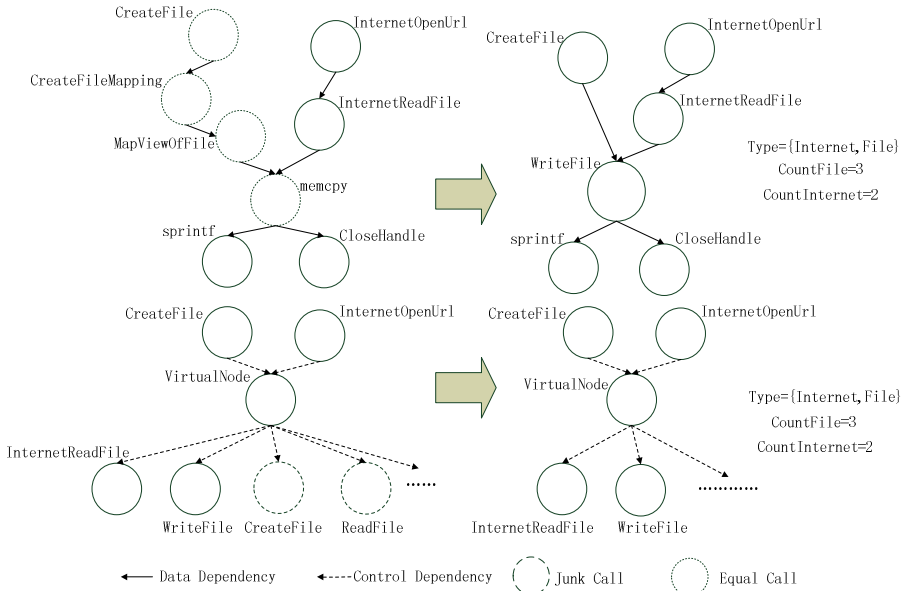 CreateFile
InternetOpenUrl
CreateFileMapping
InternetReadFile
MapViewOfFile
memcpy
sprintf
CloseHandle
CreateFile
InternetOpenUrl
InternetReadFile
WriteFile
sprintf
CloseHandle
Type={Internet,File}
CountFile=3
CountInternet=2
CreateFile
InternetOpenUrl
VirtualNode
InternetReadFile
WriteFile
CreateFile
ReadFile
......
CreateFile
InternetOpenUrl
VirtualNode
InternetReadFile
WriteFile
............
Type={Internet,File}
CountFile=3
CountInternet=2
Data Dependency
Control Dependency
Junk Call
Equal Call